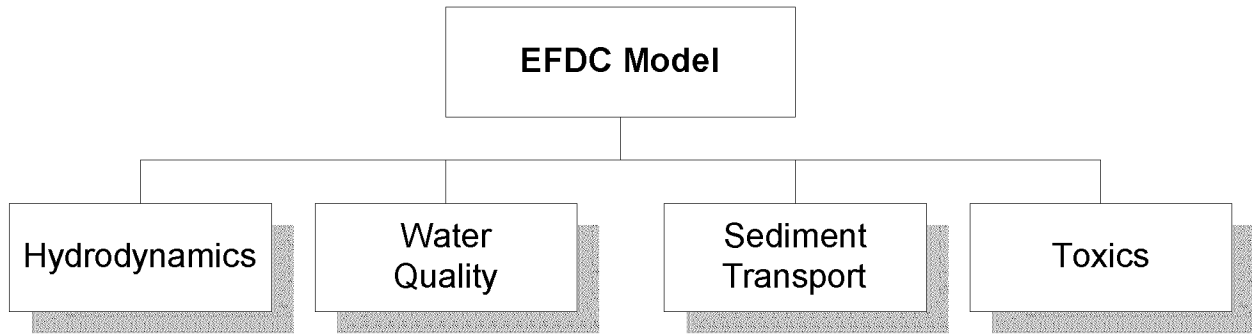 EFDC Model
Hydrodynamics
Water
Quality
Sediment
Transport
Toxics